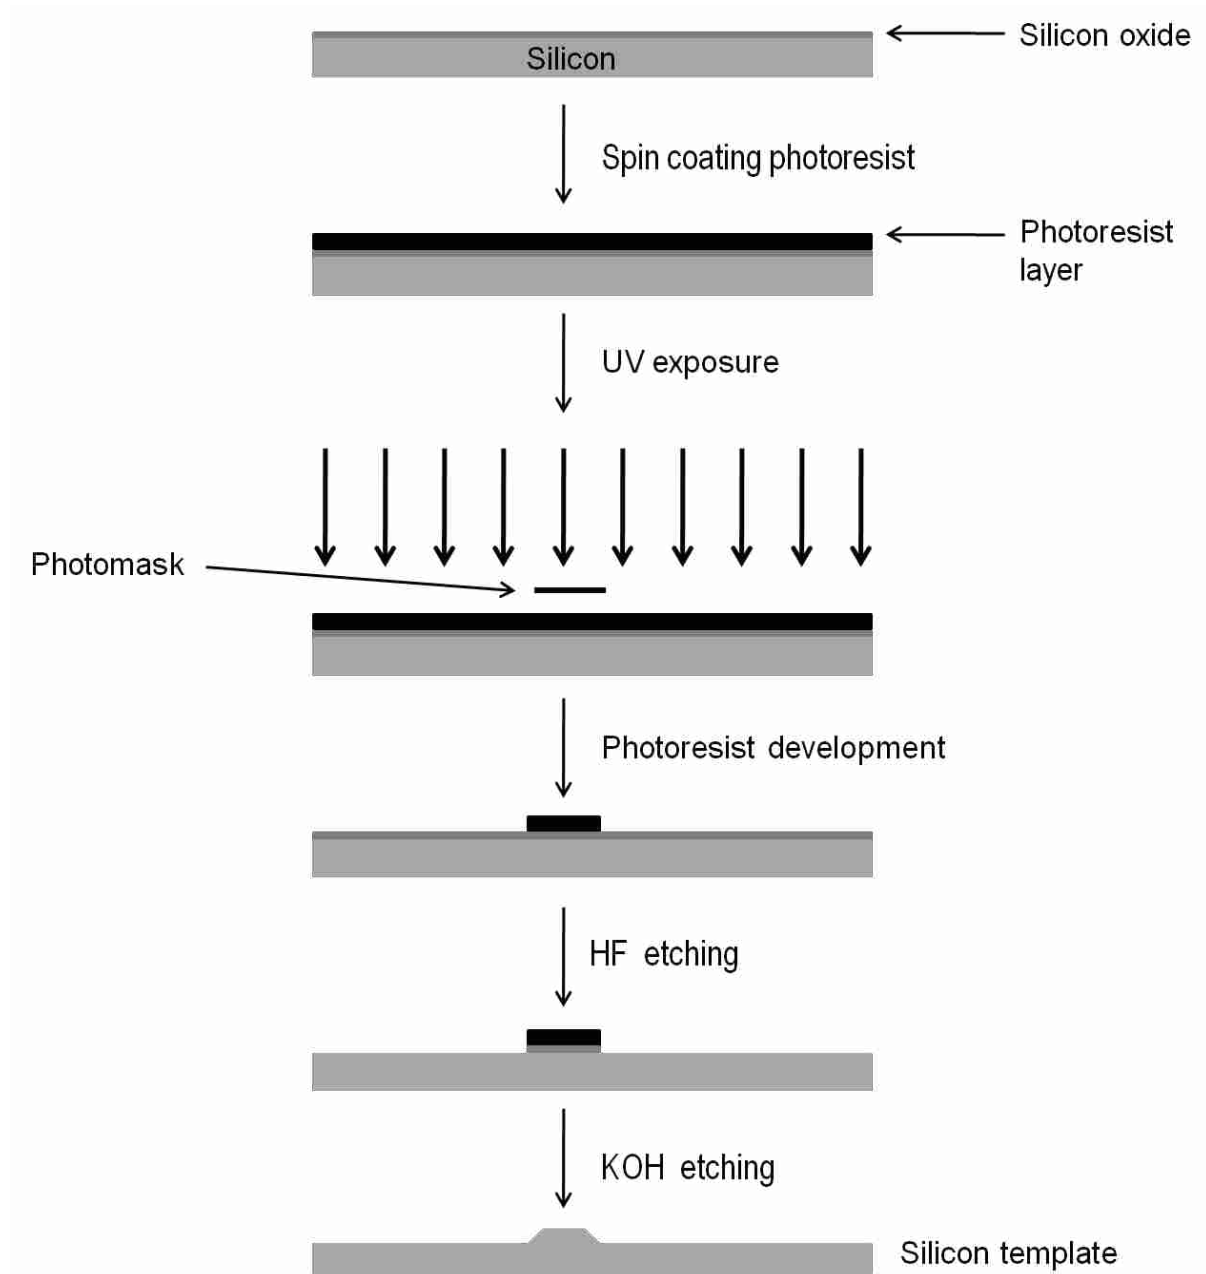 Silicon oxide
Silicon
Spin coating photoresist
Photoresist
layer
UV exposure
Photomask
Photoresist development
HF etching
KOH etching
Silicon template